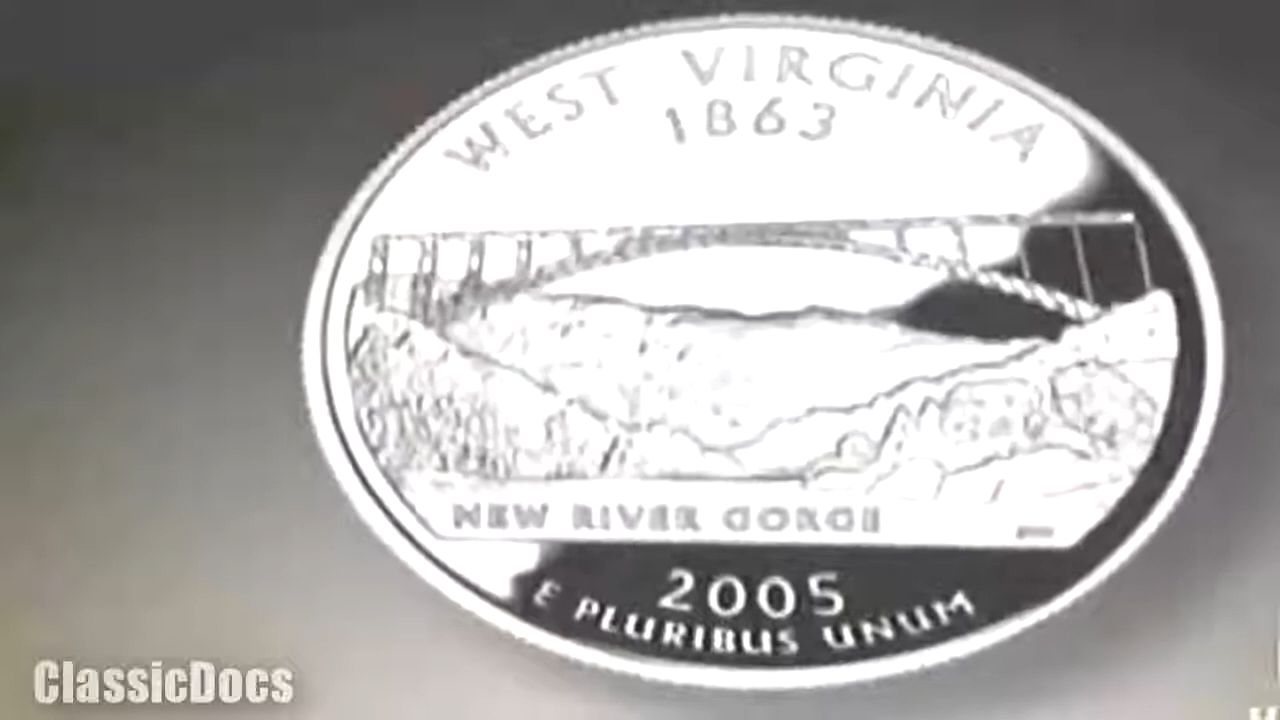 WEST VIRGINIA
1863
NEW RIVER GORGE
2005
E PLURIBUS UNUM
ClassicDocs